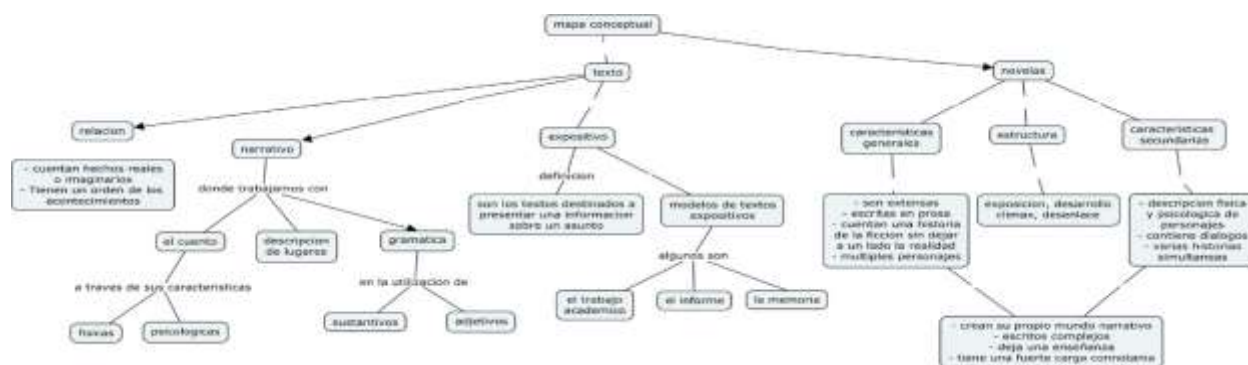 mapa conceptual
texto
novelas
relacion
narrativo
expositivo
caracteristicas
generales
estructura
caracteristicas
secundarias
- cuentan hechos reales
o imaginarios
- Tienen un orden de los
acontecimientos
donde trabajamos con
definicion
son los textos destinados a
presentar una informacion
sobre un asunto
modelos de textos
expositivos
- son extensas
- escritas en prosa
- cuentan una historia
de la ficcion sin dejar
a un lado la realidad
- multiples personajes
exposicion, desarrollo
climax, desenlace
- descripcion fisica
y psicologica de
personajes
- contiene dialogos
- varias historias
simultaneas
el cuento
descripcion
de lugares
gramatica
algunos son
a traves de sus caracteristicas
en la utilizacion de
el trabajo
academico
el informe
la memoria
fisicas
psicologicas
sustantivos
adjetivos
- crean su propio mundo narrativo
- escritos complejos
- deja una enseñanza
- tiene una fuerte carga